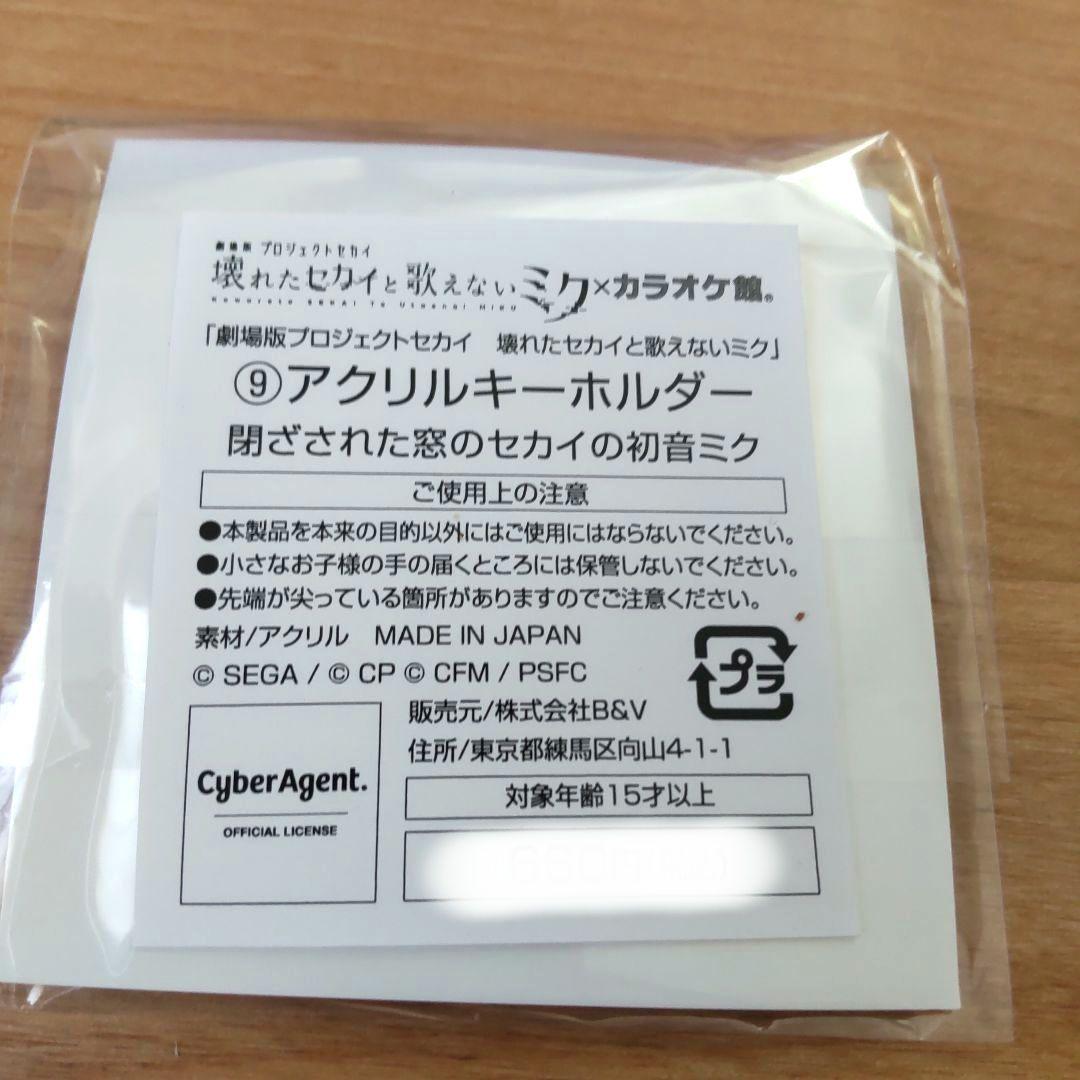 劇場版 プロジェクトセカイ
壊れたセカイと歌えないミク×カラオケ館®
Kowareta SEKAI To Utaenai MIKU
「劇場版プロジェクトセカイ 壊れたセカイと歌えないミク」
⑨アクリルキーホルダー
閉ざされた窓のセカイの初音ミク
ご使用上の注意
●本製品を本来の目的以外にはご使用にはならないでください。
●小さなお子様の手の届くところには保管しないでください。
●先端が尖っている箇所がありますのでご注意ください。
素材/アクリル MADE IN JAPAN
© SEGA / © CP © CFM / PSFC
プラ
販売元/株式会社B&V
住所/東京都練馬区向山4-1-1
CyberAgent.
OFFICIAL LICENSE
対象年齢15才以上